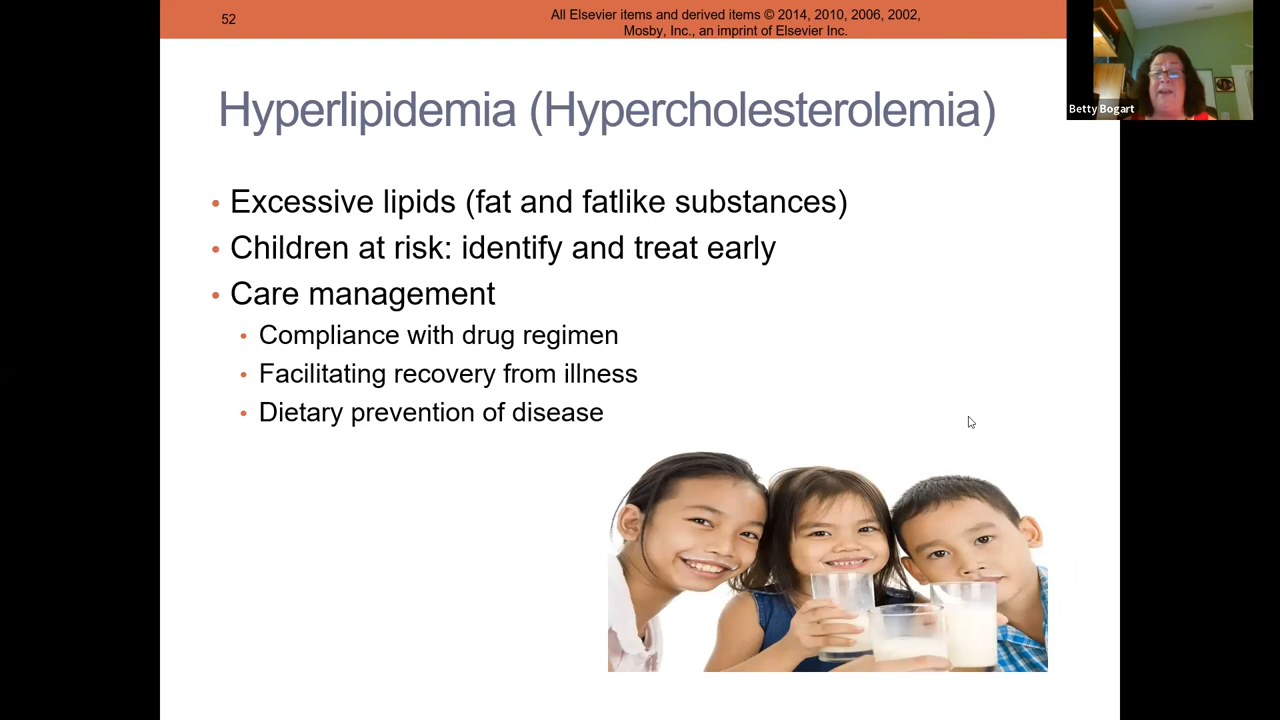 52
All Elsevier items and derived items © 2014, 2010, 2006, 2002,
Mosby, Inc., an imprint of Elsevier Inc.
Betty Bogart
Hyperlipidemia (Hypercholesterolemia)
• Excessive lipids (fat and fatlike substances)
• Children at risk: identify and treat early
• Care management
• Compliance with drug regimen
• Facilitating recovery from illness
• Dietary prevention of disease